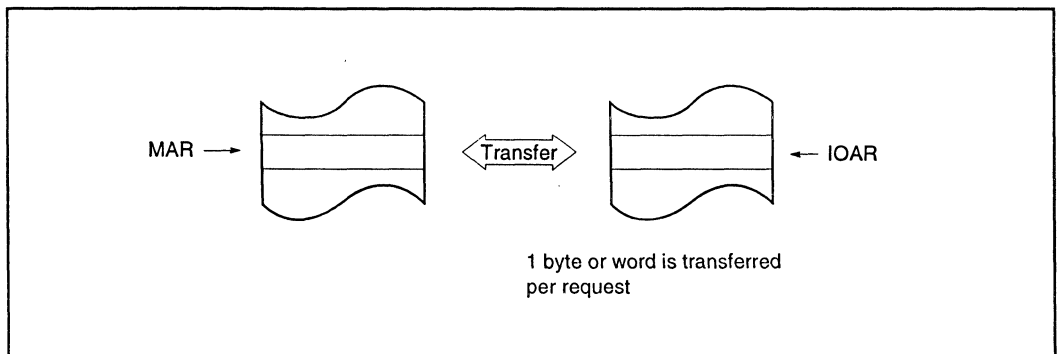 MAR
Transfer
IOAR
1 byte or word is transferred
per request